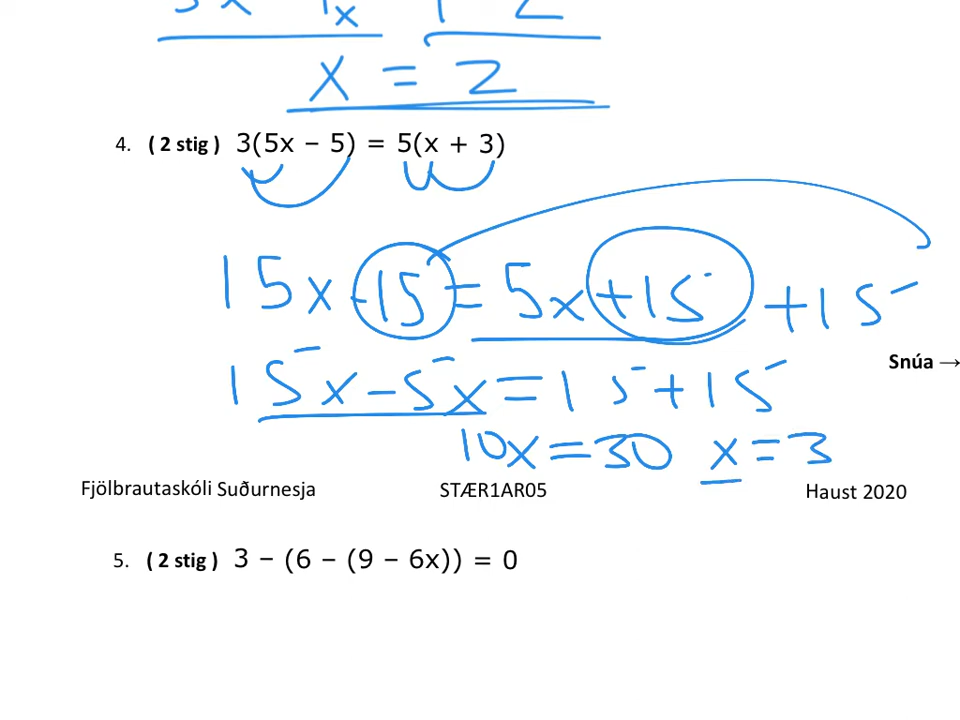 x = 2
4. ( 2 stig ) 3(5x − 5) = 5(x + 3)
15x -15 = 5x +15 +15
Snúa →
15x - 5x = 15 + 15
10x = 30 x = 3
Fjölbrautaskóli Suðurnesja STÆR1AR05 Haust 2020
5. ( 2 stig ) 3 − (6 − (9 − 6x)) = 0